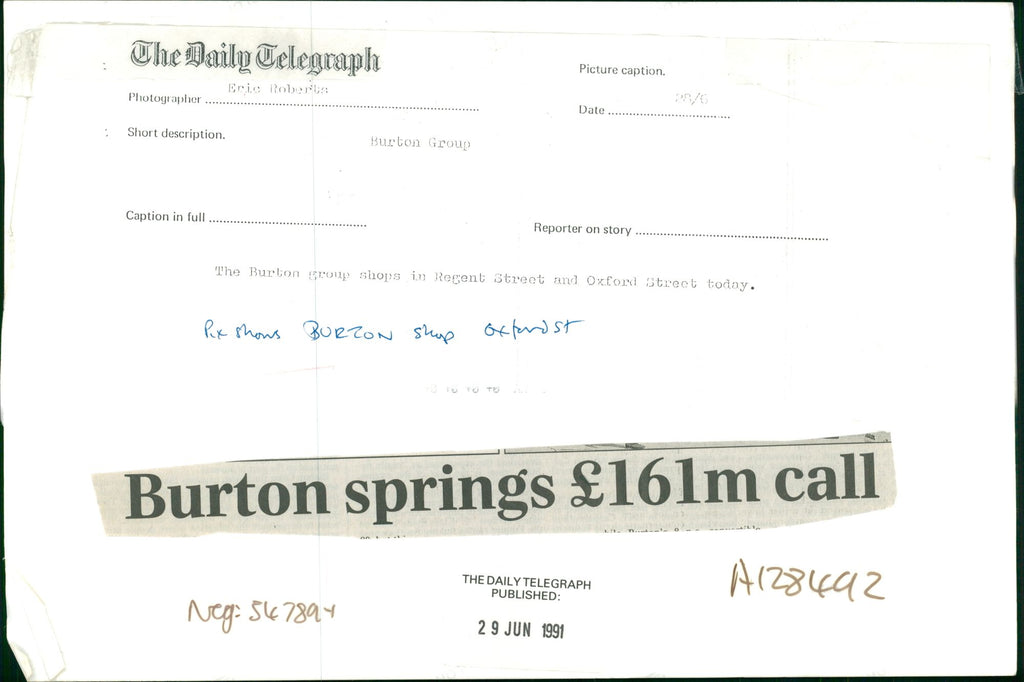 The Daily Telegraph
Picture caption.
Eric Roberts
Photographer
28/6
Date
Short description.
Burton Group
Caption in full
Reporter on story
The Burton group shops in Regent Street and Oxford Street today.
Pix shows BURTON shop Oxford St
Burton springs £161m call
THE DAILY TELEGRAPH
PUBLISHED:
29 JUN 1991
A128492
Neg: